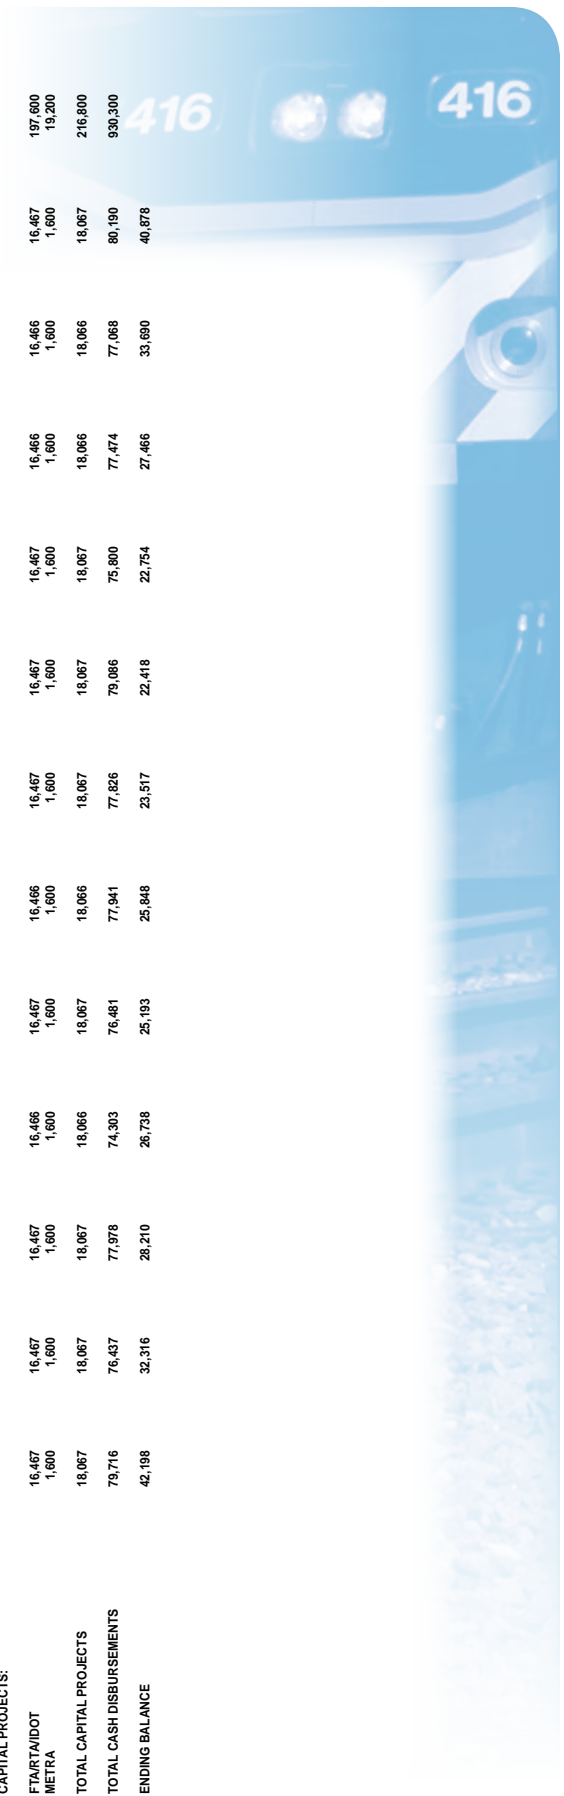 CAPITAL PROJECTS:
FTA/RTA/IDOT 16,467 16,467 16,467 16,466 16,467 16,466 16,467 16,467 16,467 16,466 16,466 16,467 197,600
METRA 1,600 1,600 1,600 1,600 1,600 1,600 1,600 1,600 1,600 1,600 1,600 1,600 19,200
TOTAL CAPITAL PROJECTS 18,067 18,067 18,067 18,066 18,067 18,066 18,067 18,067 18,067 18,066 18,066 18,067 216,800
TOTAL CASH DISBURSEMENTS 79,716 76,437 77,978 74,303 76,481 77,941 77,826 79,086 75,800 77,474 77,068 80,190 930,300
ENDING BALANCE 42,198 32,316 28,210 26,738 25,193 25,848 23,517 22,418 22,754 27,466 33,690 40,878
416
416